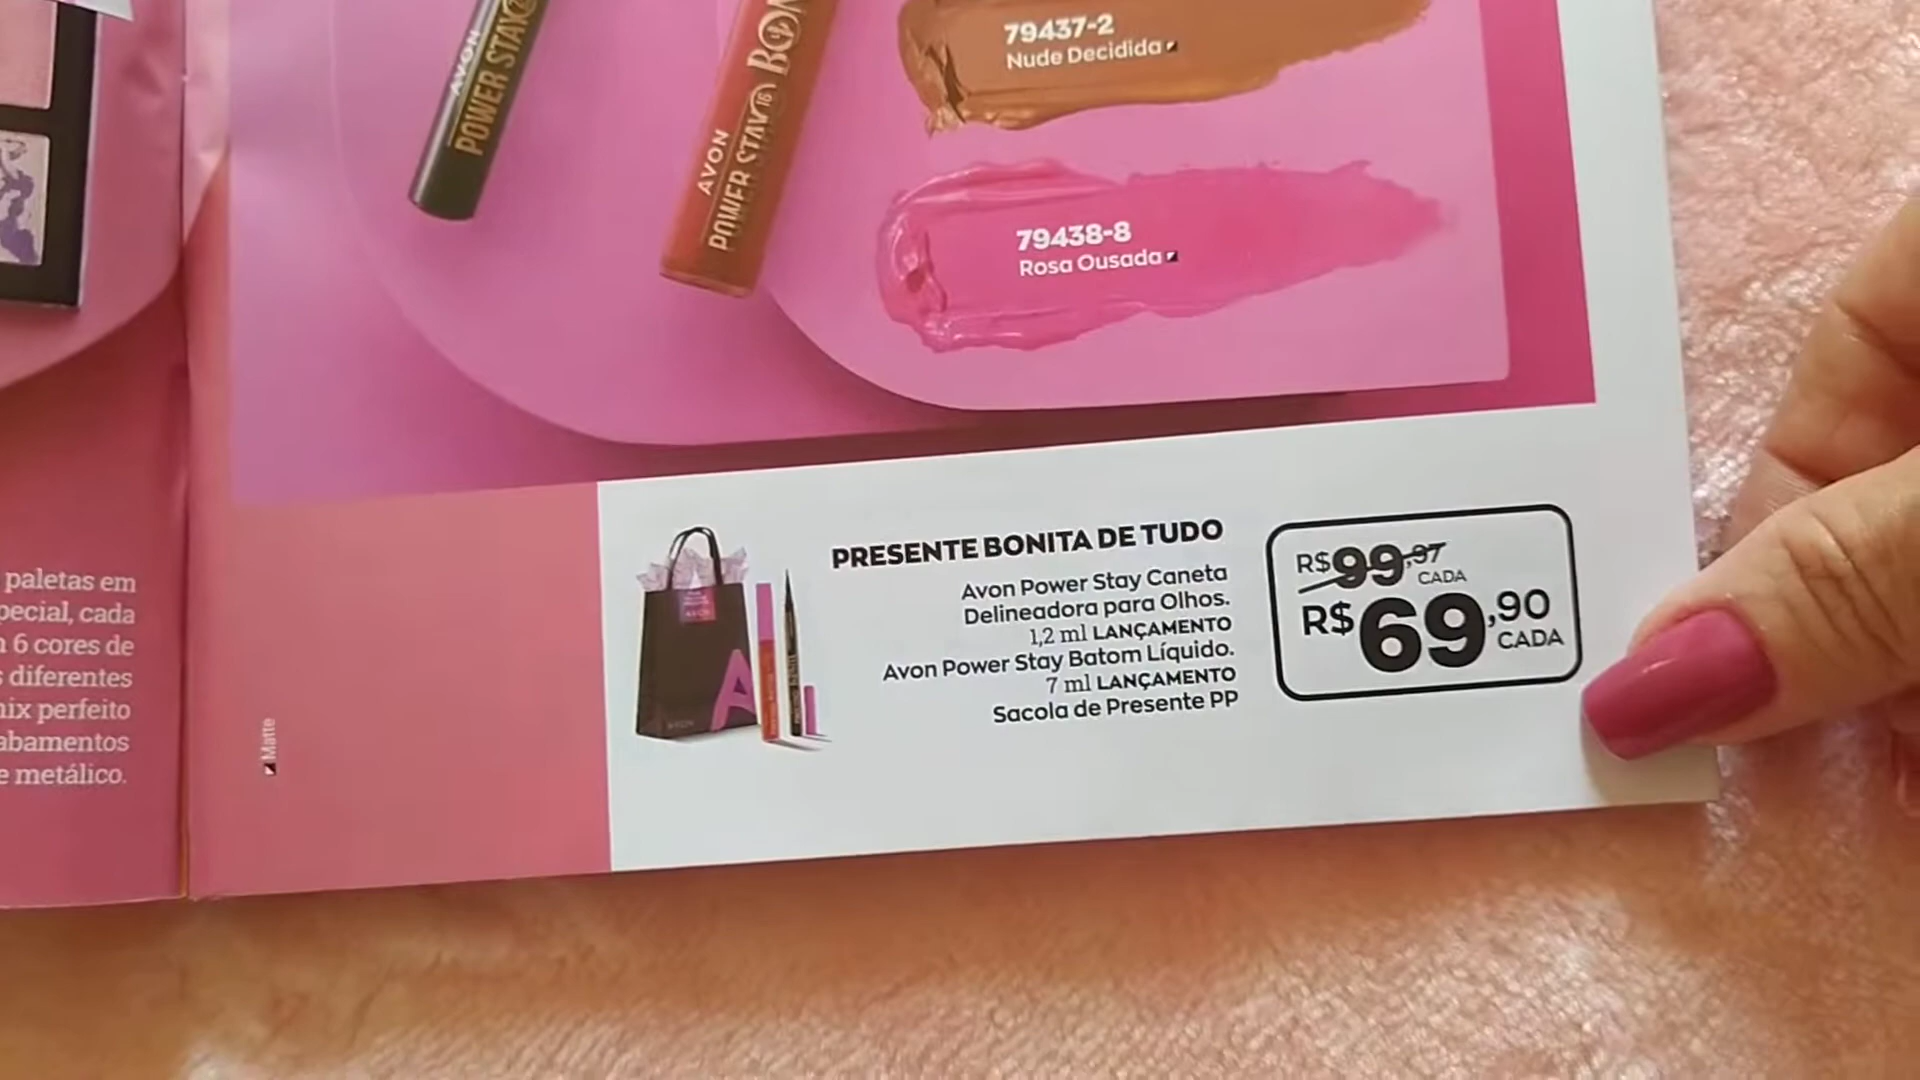 AVON
POWER STAY
AVON
POWER STAY 16
79437-2
Nude Decidida
79438-8
Rosa Ousada
paletas em
cada
6 cores de
diferentes
perfeito
metálico.
Matte
PRESENTE BONITA DE TUDO
Avon Power Stay Caneta
Delineadora para Olhos.
1,2 ml LANÇAMENTO
Avon Power Stay Batom Líquido.
7 ml LANÇAMENTO
Sacola de Presente PP
R$99,97
CADA
R$69,90
CADA